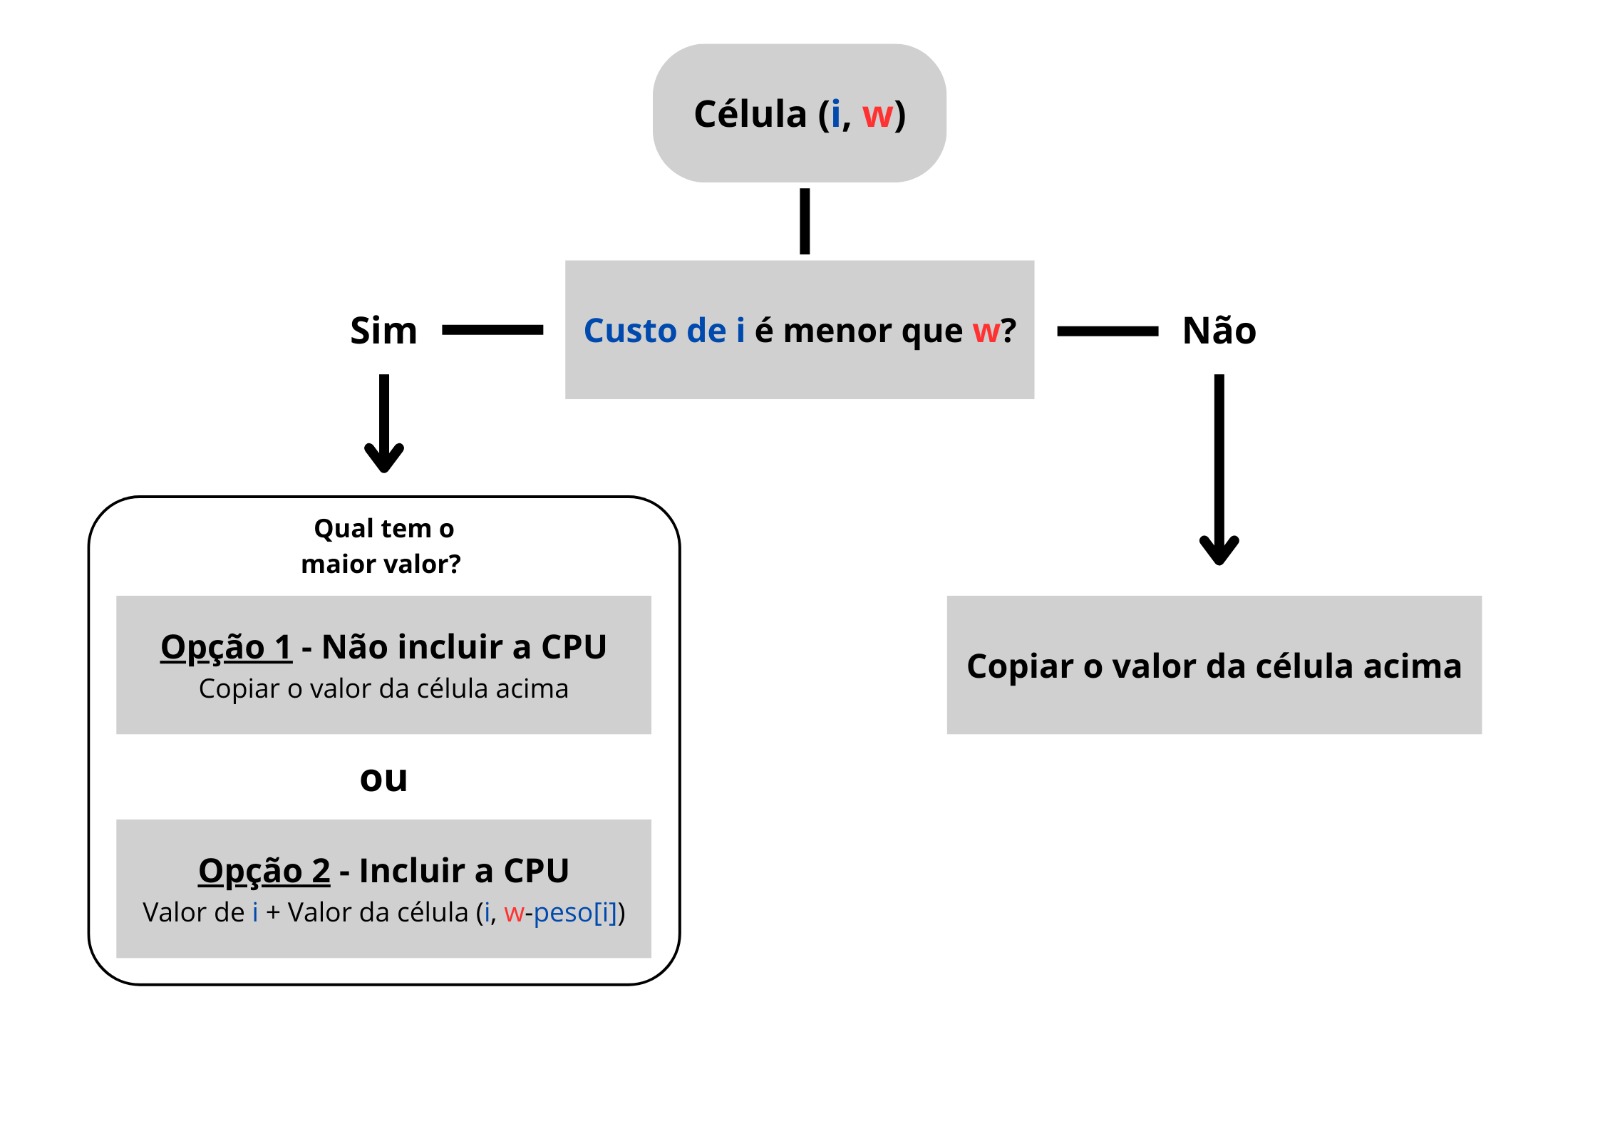 Célula (i, w)
Custo de i é menor que w?
Sim
Não
Qual tem o
maior valor?
Opção 1 - Não incluir a CPU
Copiar o valor da célula acima
ou
Opção 2 - Incluir a CPU
Valor de i + Valor da célula (i, w-peso[i])
Copiar o valor da célula acima